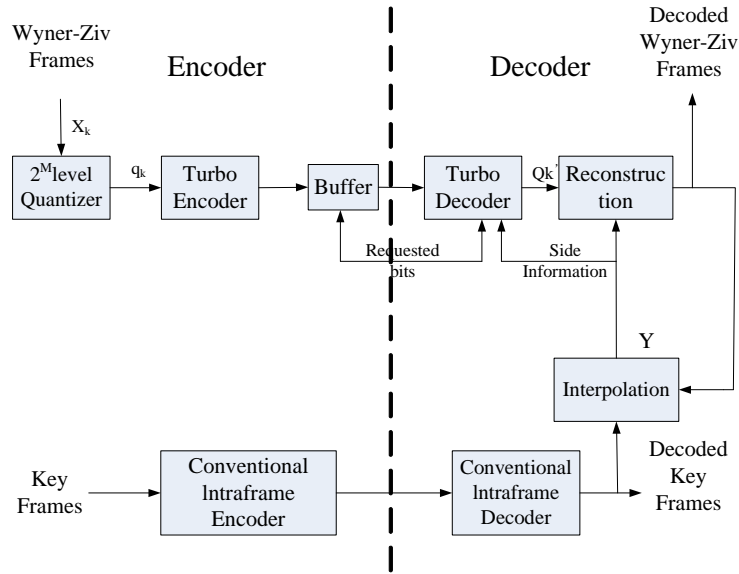 Wyner-Ziv
Frames
Encoder
Decoder
Decoded
Wyner-Ziv
Frames
X_k
2^M level
Quantizer
q_k
Turbo
Encoder
Buffer
Turbo
Decoder
Qk'
Reconstruc
tion
Requested
bits
Side
Information
Y
Interpolation
Key
Frames
Conventional
lntraframe
Encoder
Conventional
lntraframe
Decoder
Decoded
Key
Frames